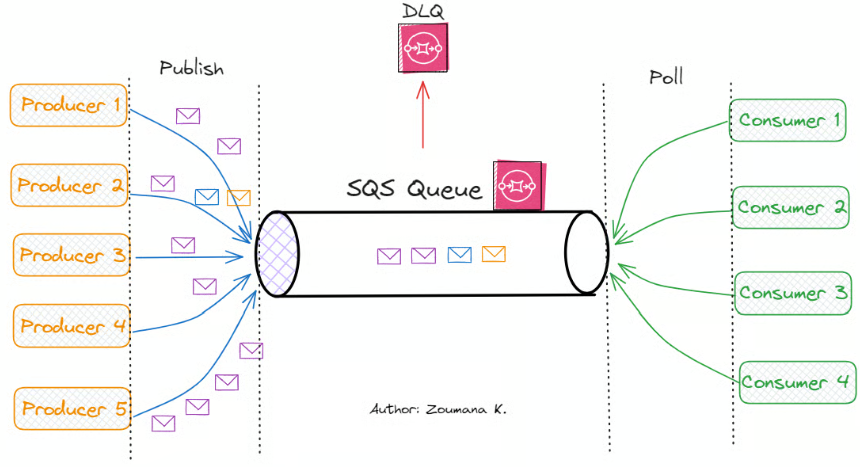 DLQ
Publish
Poll
Producer 1
Consumer 1
Producer 2
SQS Queue
Consumer 2
Producer 3
Consumer 3
Producer 4
Consumer 4
Producer 5
Author: Zoumana K.